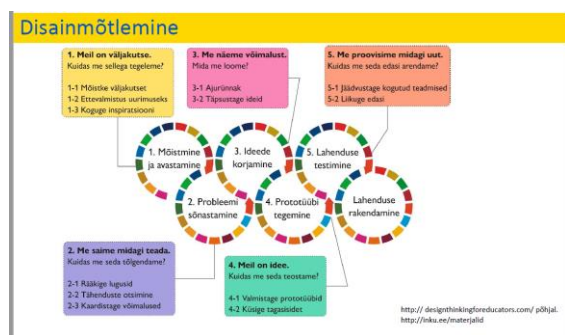 Disainmõtlemine
1. Meil on väljakutse.
Kuidas me sellega tegeleme?
1-1 Mõistke väljakutset
1-2 Ettevalmistus uurimuseks
1-3 Koguge inspiratsiooni
3. Me näeme võimalust.
Mida me loome?
3-1 Ajurünnak
3-2 Täpsustage ideid
5. Me proovisime midagi uut.
Kuidas me seda edasi arendame?
5-1 Jäädvustage kogutud teadmised
5-2 Liikuge edasi
1. Mõistmine
ja avastamine
3. Ideede
korjamine
5. Lahenduse
testimine
2. Probleemi
sõnastamine
4. Prototüübi
tegemine
Lahenduse
rakendamine
2. Me saime midagi teada.
Kuidas me seda tõlgendame?
2-1 Rääkige lugusid
2-2 Tähenduste otsimine
2-3 Kaardistage võimalused
4. Meil on idee.
Kuidas me seda teostame?
4-1 Valmistage prototüübid
4-2 Küsige tagasisidet
http:// designthinkingforeducators.com/ põhjal.
http://inku.ee/materjalid